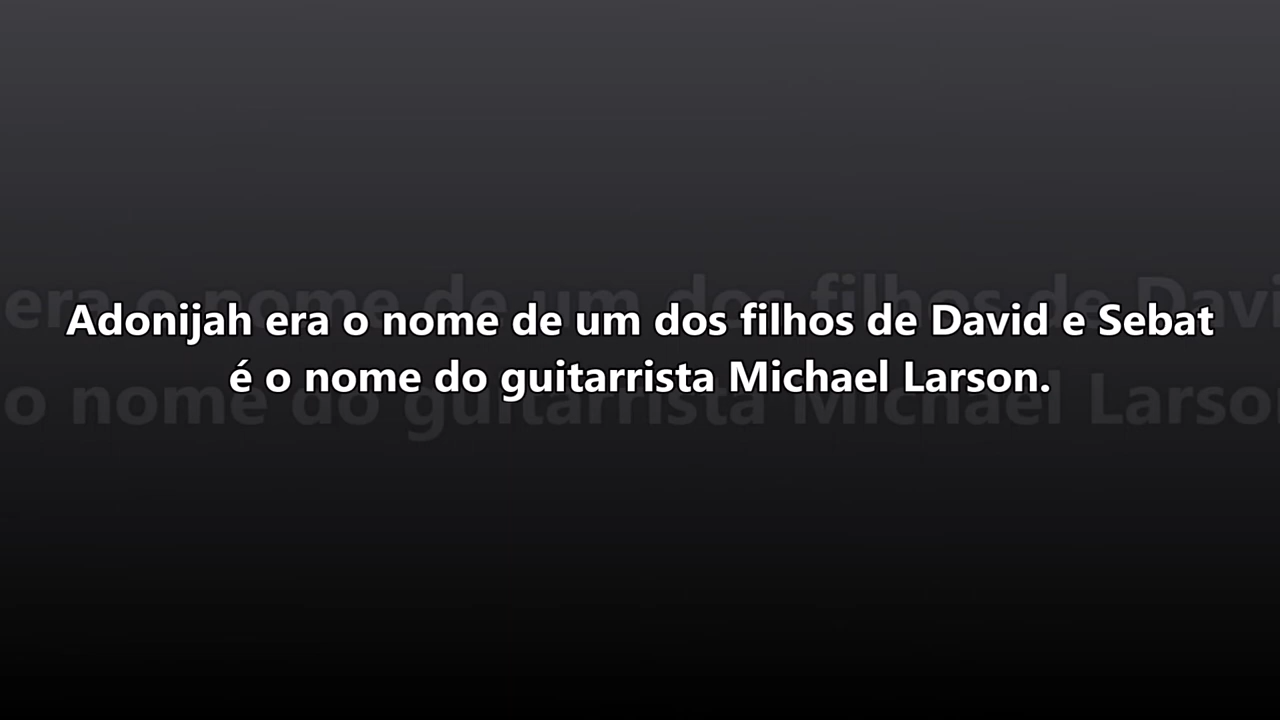 Adonijah era o nome de um dos filhos de David e Sebat
é o nome do guitarrista Michael Larson.